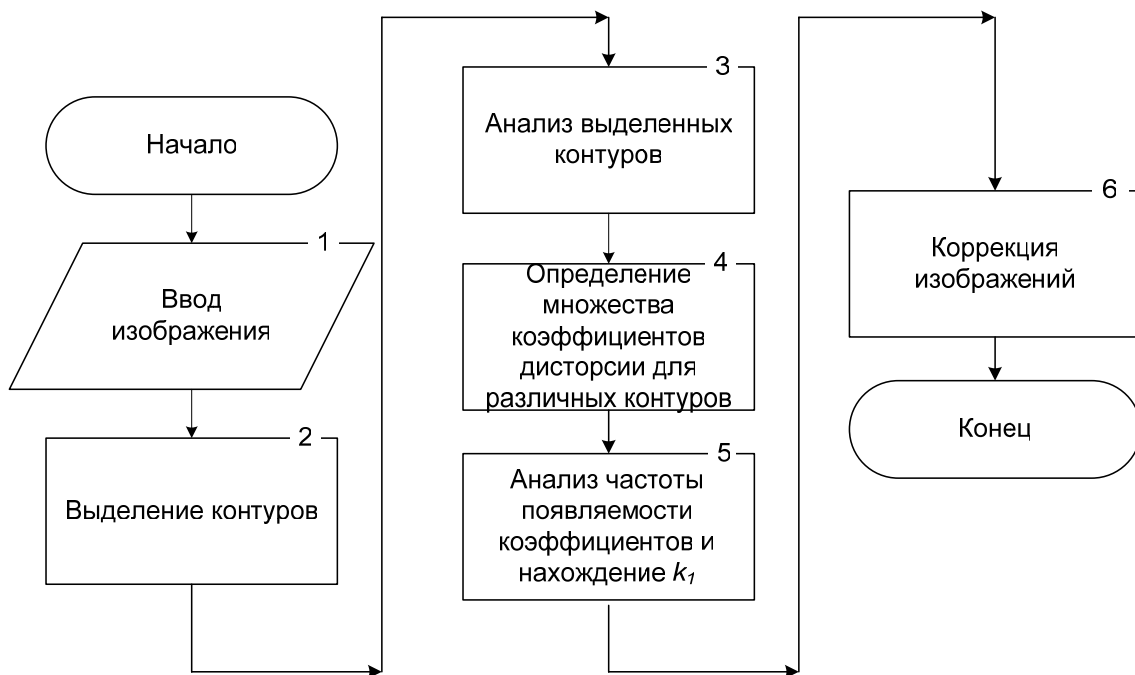 Начало
1
Ввод
изображения
2
Выделение контуров
3
Анализ выделенных
контуров
4
Определение
множества
коэффициентов
дисторсии для
различных контуров
5
Анализ частоты
появляемости
коэффициентов и
нахождение k₁
6
Коррекция
изображений
Конец